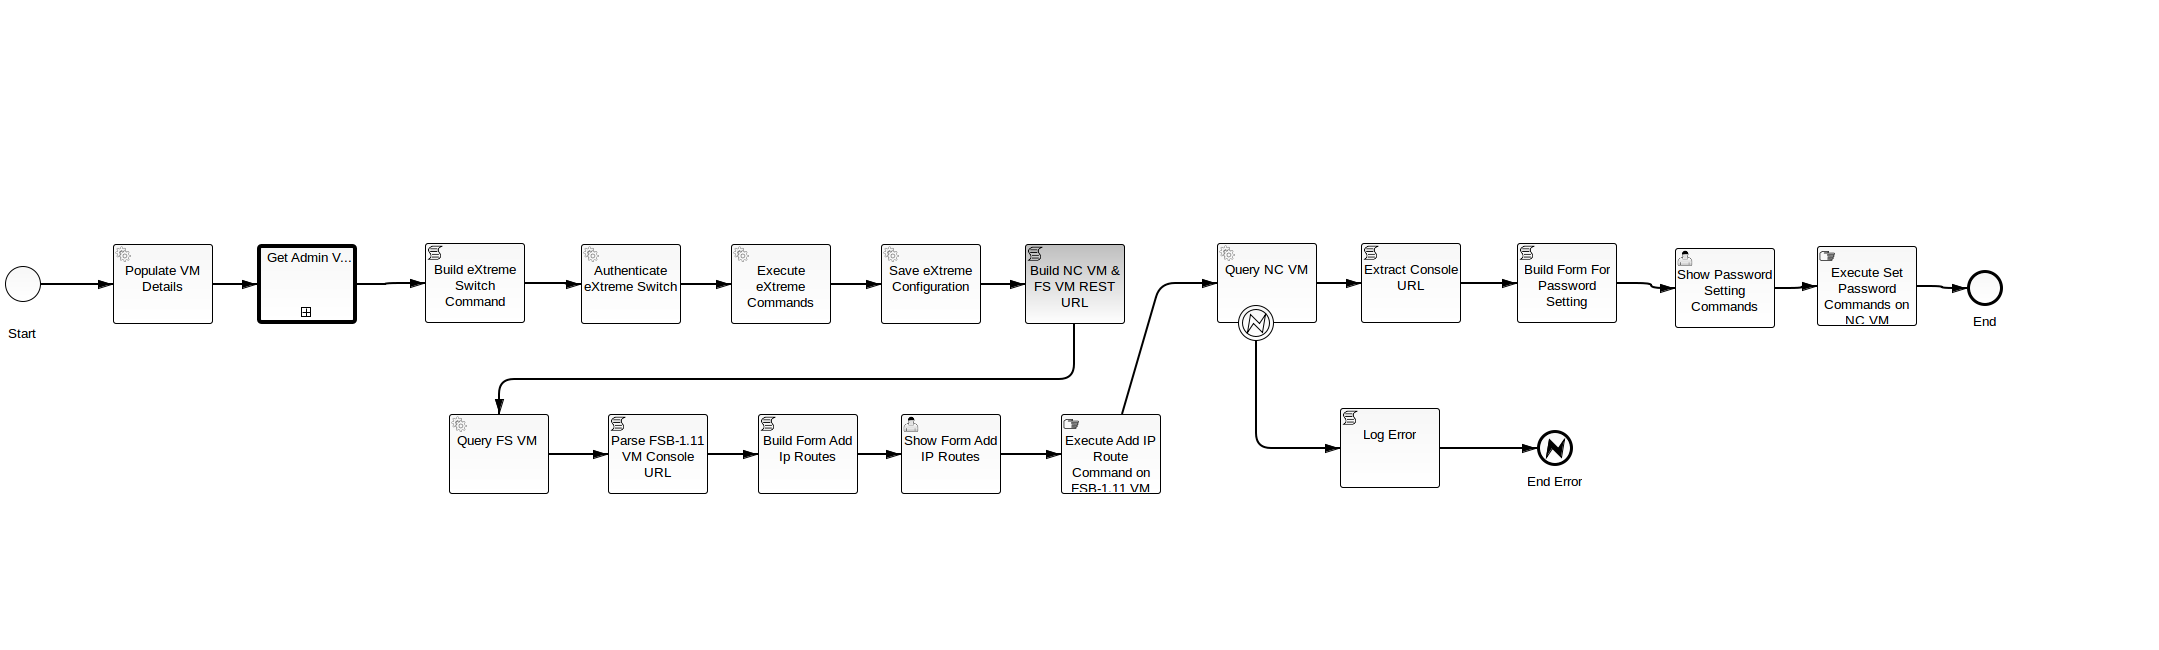 Start
Populate VM
Details
Get Admin V...
Build eXtreme
Switch
Command
Authenticate
eXtreme Switch
Execute
eXtreme
Commands
Save eXtreme
Configuration
Build NC VM &
FS VM REST
URL
Query FS VM
Parse FSB-1.11
VM Console
URL
Build Form Add
Ip Routes
Show Form Add
IP Routes
Execute Add IP
Route
Command on
FSB-1.11 VM
Query NC VM
Extract Console
URL
Build Form For
Password
Setting
Show Password
Setting
Commands
Execute Set
Password
Commands on
NC VM
End
Log Error
End Error